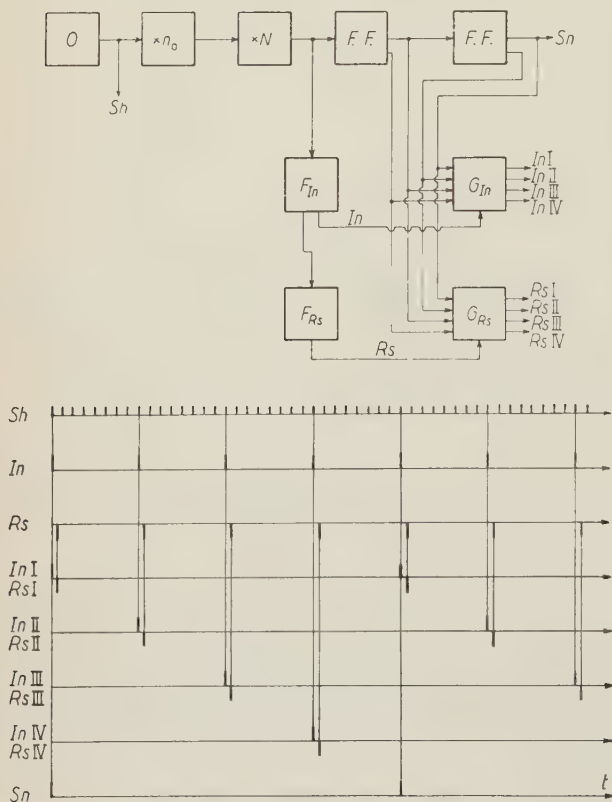 O ×n₀ ×N F.F. F.F. Sn
Sh
F_In In G_In
In I
In II
In III
In IV
F_Rs Rs G_Rs
Rs I
Rs II
Rs III
Rs IV
Sh
In
Rs
In I
Rs I
In II
Rs II
In III
Rs III
In IV
Rs IV
Sn t